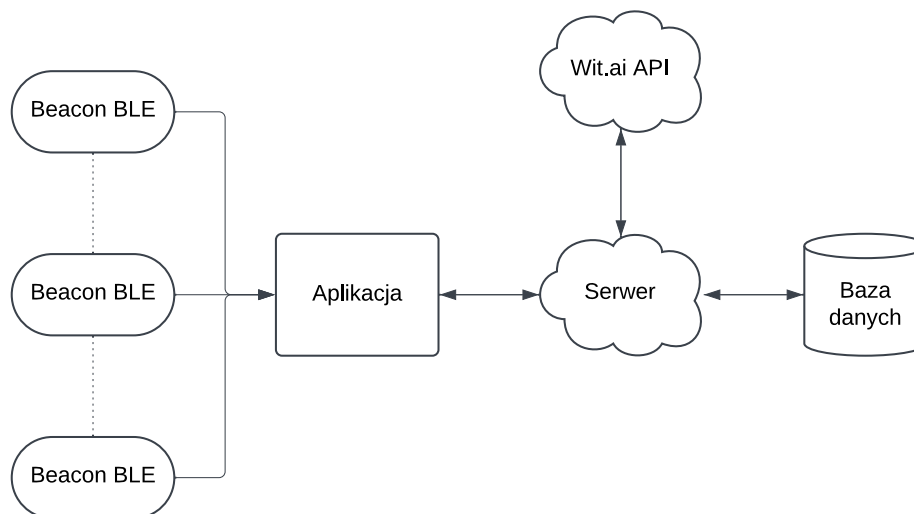 Wit.ai API
Beacon BLE
Beacon BLE
Aplikacja
Serwer
Baza
danych
Beacon BLE